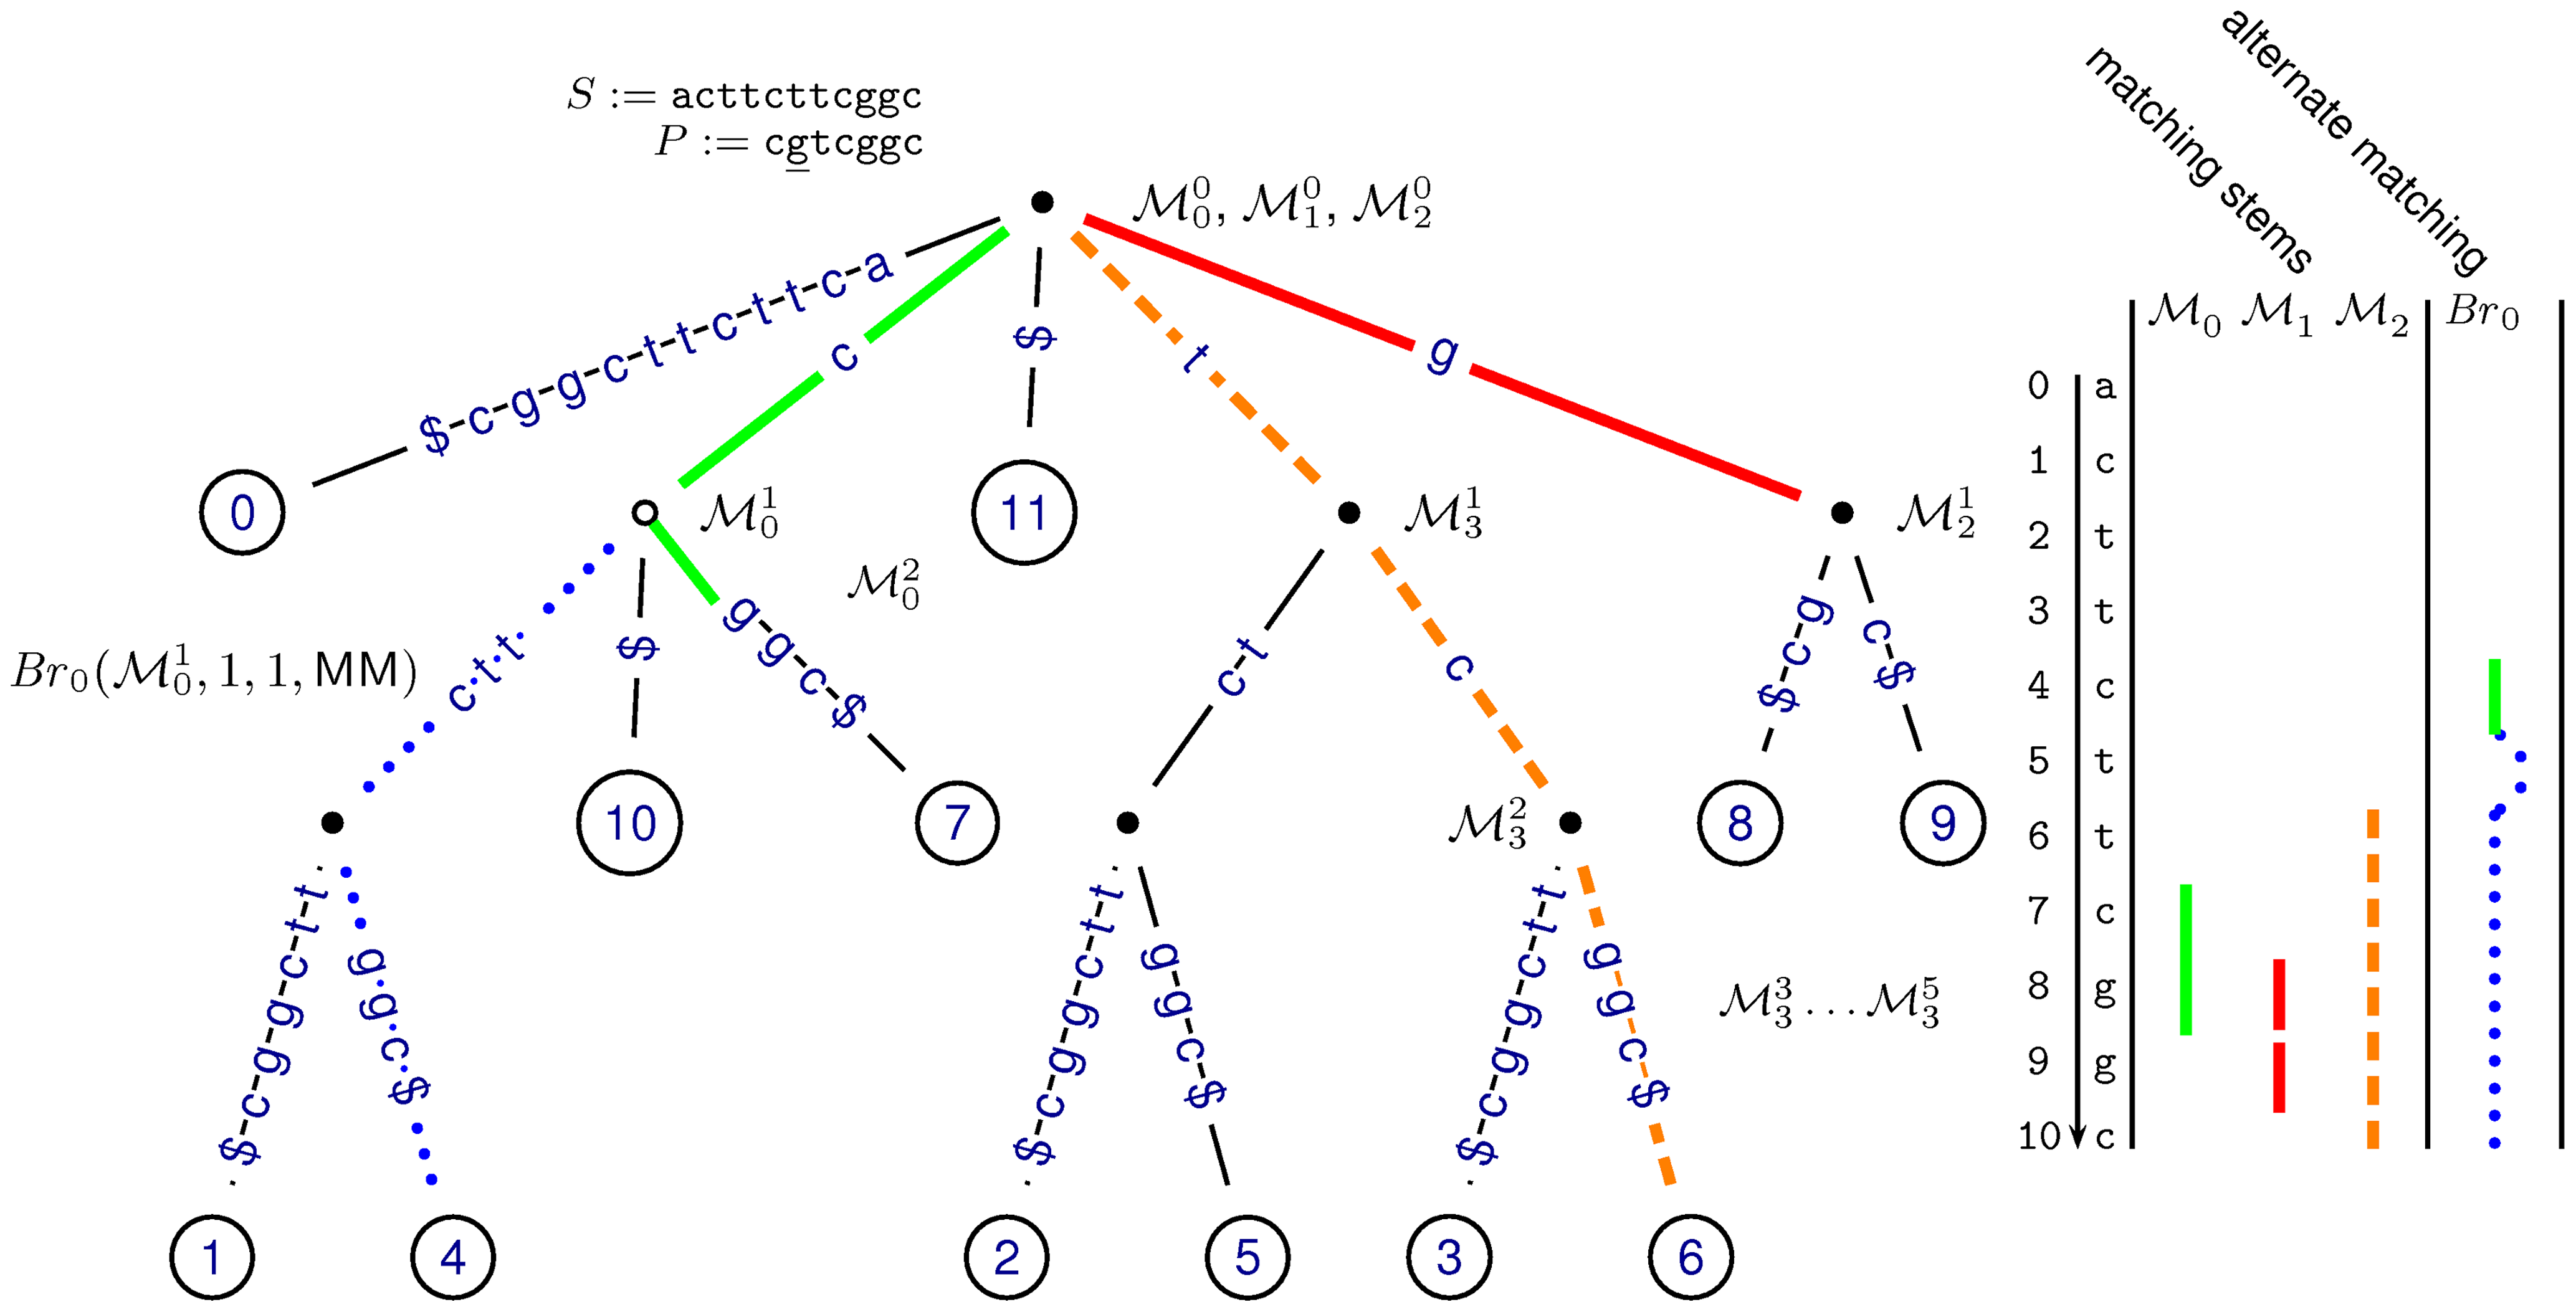 alternate matching
matching stems
S := acttcttcggc
P := cgtcggc
ℳ₀⁰, ℳ₁⁰, ℳ₂⁰
ℳ₀ ℳ₁ ℳ₂ Br₀
$-c-g-g-c-t-t-c-t-t-c-a
c
$
t
g
0 a
1 c
2 t
3 t
4 c
5 t
6 t
7 c
8 g
9 g
10 c
0
ℳ₀¹
11
ℳ₃¹
ℳ₂¹
ℳ₀²
Br₀(ℳ₀¹, 1, 1, MM)
c·t·t
$
g-g-c-$
c-t
c
$-c-g
c-$
10
7
ℳ₃²
8
9
$-c-g-g-c-t-t
g·g·c·$
$-c-g-g-c-t-t
g-g-c-$
$-c-g-g-c-t-t
g-g-c-$
ℳ₃³ ... ℳ₃⁵
1
4
2
5
3
6